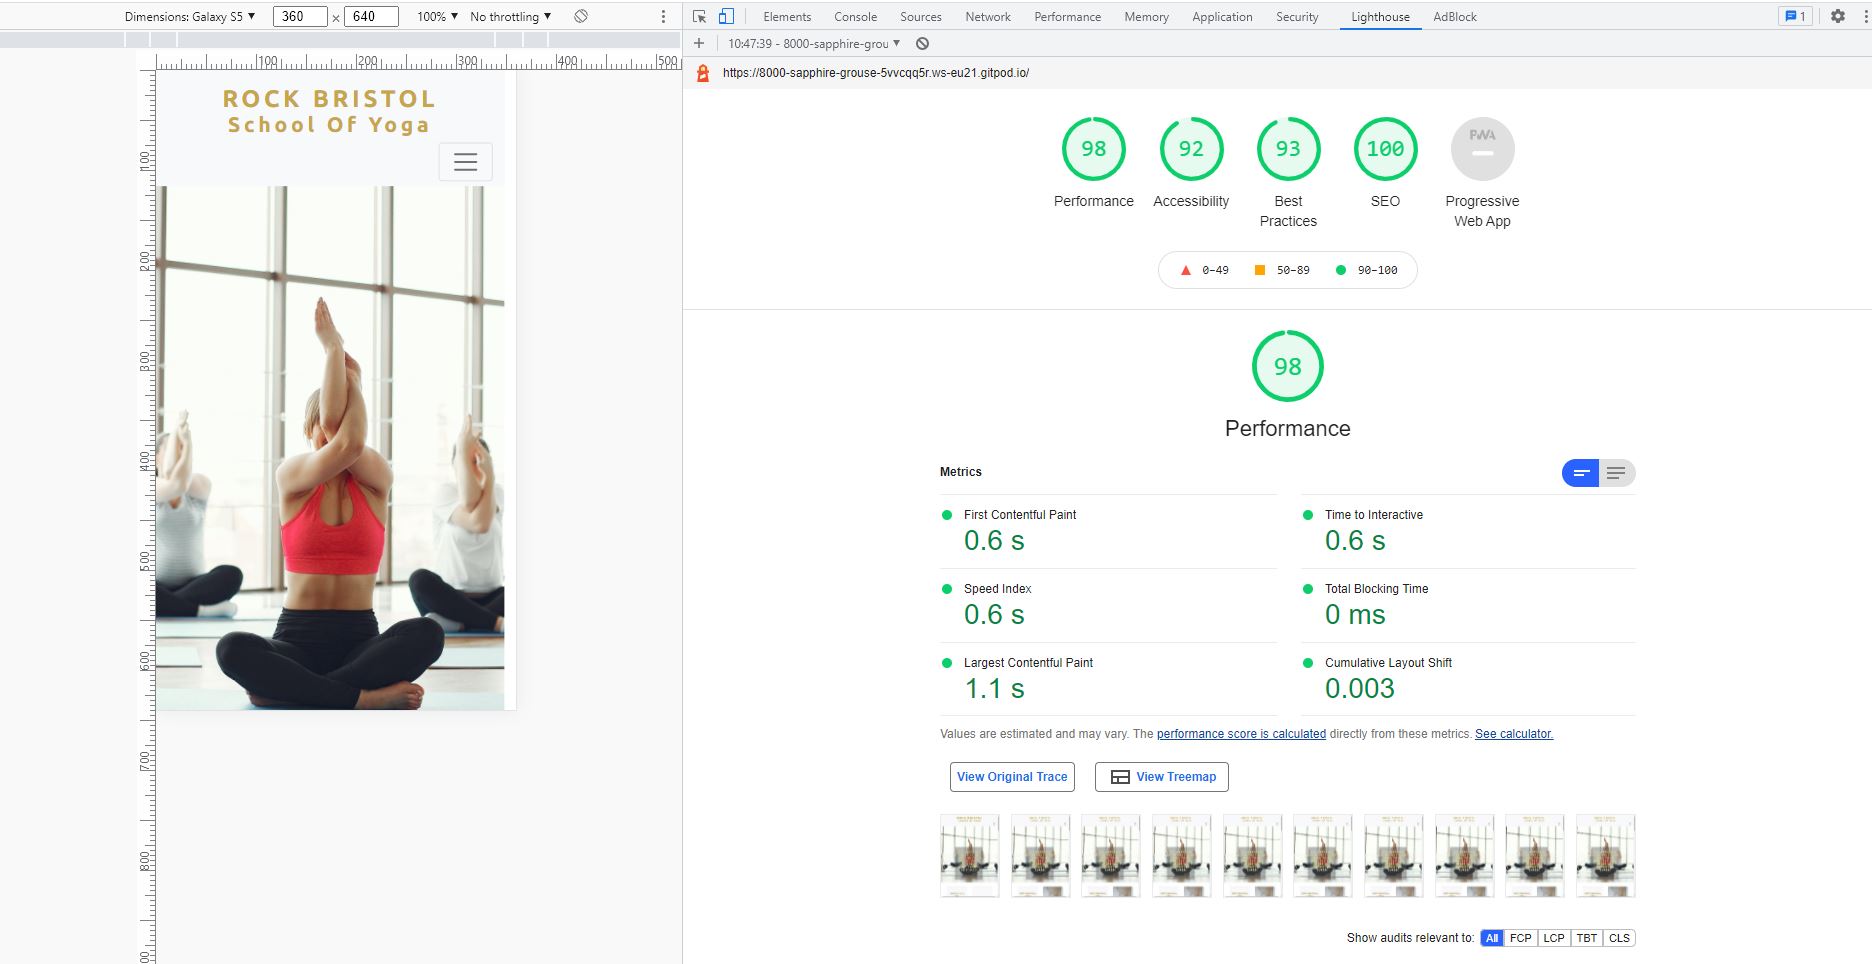 Dimensions: Galaxy S5 ▼ 360 × 640 100% ▼ No throttling ▼
Elements Console Sources Network Performance Memory Application Security Lighthouse AdBlock 1
10:47:39 - 8000-sapphire-grou ▼
https://8000-sapphire-grouse-5vvcqq5r.ws-eu21.gitpod.io/
100 200 300 400 500
100
200
300
400
500
600
700
800
ROCK BRISTOL
School Of Yoga
98 92 93 100 PWA
Performance Accessibility Best Practices SEO Progressive Web App
0–49 50–89 90–100
98
Performance
Metrics
First Contentful Paint
0.6 s
Time to Interactive
0.6 s
Speed Index
0.6 s
Total Blocking Time
0 ms
Largest Contentful Paint
1.1 s
Cumulative Layout Shift
0.003
Values are estimated and may vary. The performance score is calculated directly from these metrics. See calculator.
View Original Trace View Treemap
Show audits relevant to: All FCP LCP TBT CLS